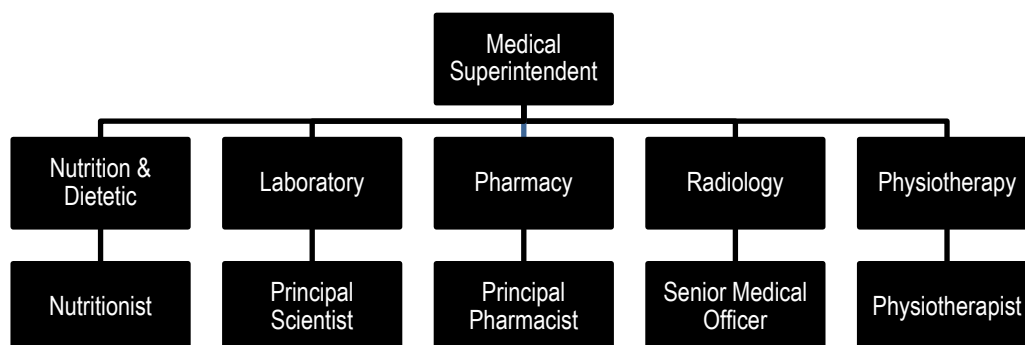 Medical
Superintendent
Nutrition &
Dietetic
Laboratory
Pharmacy
Radiology
Physiotherapy
Nutritionist
Principal
Scientist
Principal
Pharmacist
Senior Medical
Officer
Physiotherapist